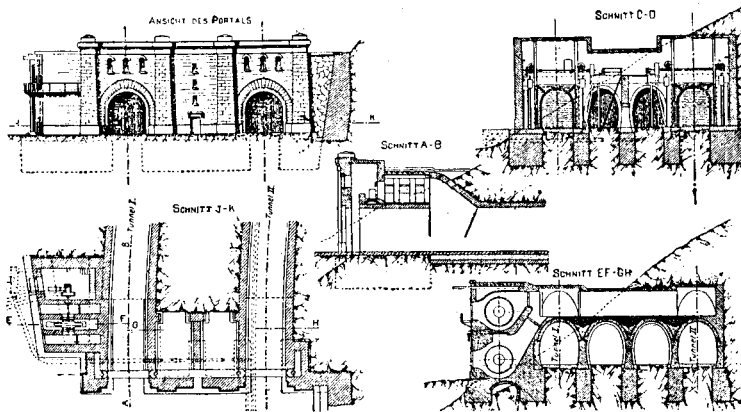 ANSICHT DES PORTALS
SCHNITT C-D
J
K
SCHNITT A-B
SCHNITT J-K
Tunnel I.
Tunnel II.
B
SCHNITT EF-GH
E
F
G
H
A
Tunnel I
Tunnel II